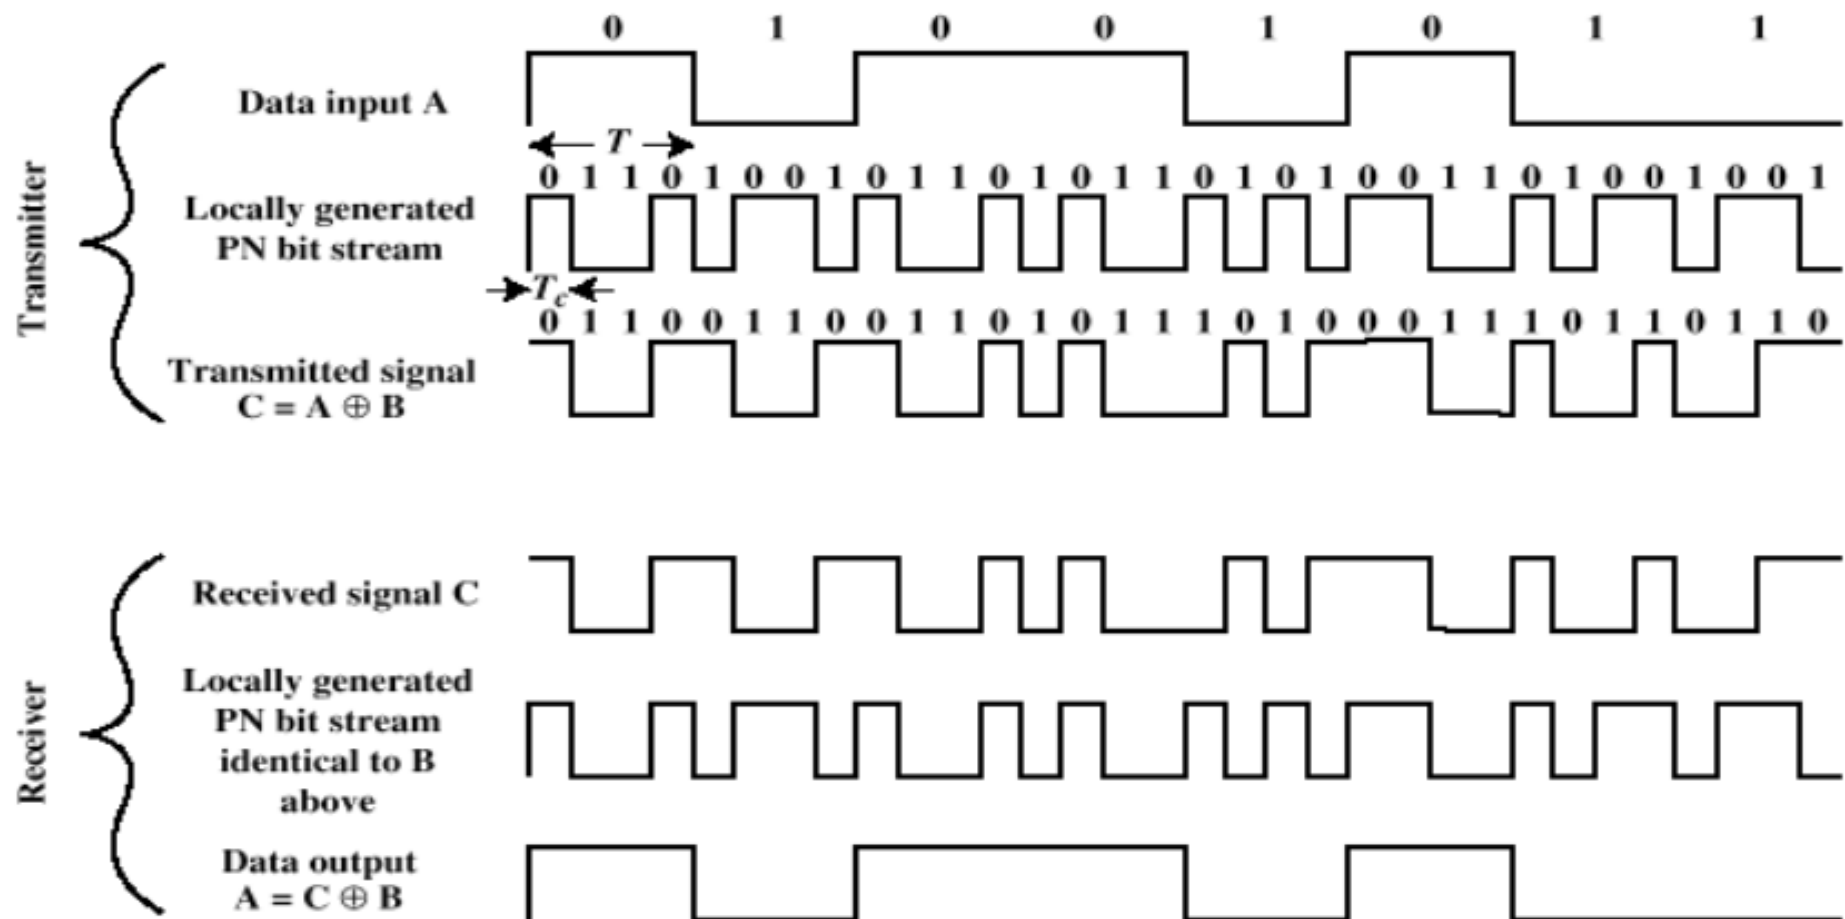 0 1 0 0 1 0 1 1
Data input A
T
0 1 1 0 1 0 0 1 0 1 1 0 1 0 1 1 0 1 0 1 0 0 1 1 0 1 0 0 1 0 0 1
Locally generated
PN bit stream
Tc
0 1 1 0 0 1 1 0 0 1 1 0 1 0 1 1 1 0 1 0 0 0 1 1 1 0 1 1 0 1 1 0
Transmitted signal
C = A ⊕ B
Transmitter
Received signal C
Locally generated
PN bit stream
identical to B
above
Data output
A = C ⊕ B
Receiver